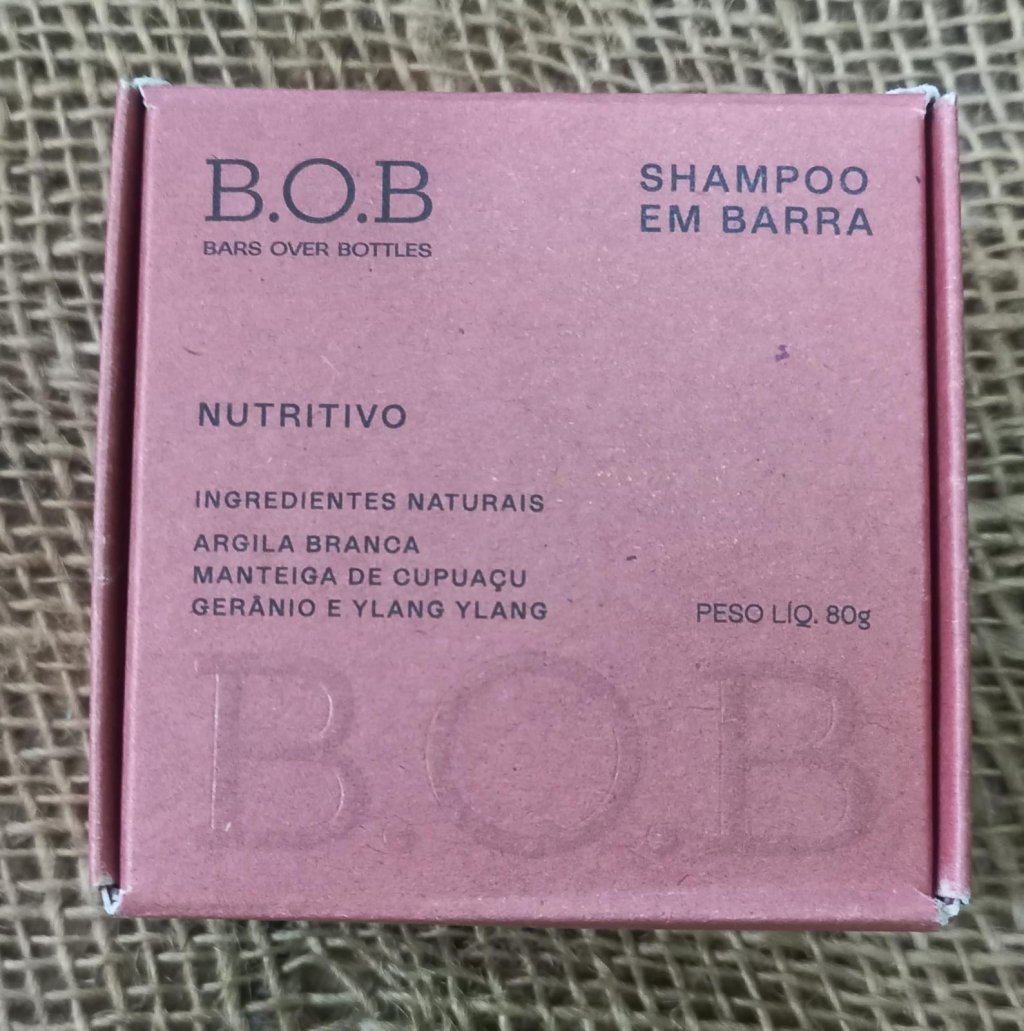 B.O.B
BARS OVER BOTTLES
SHAMPOO
EM BARRA
NUTRITIVO
INGREDIENTES NATURAIS
ARGILA BRANCA
MANTEIGA DE CUPUAÇU
GERÂNIO E YLANG YLANG
PESO LÍQ. 80g
B.O.B